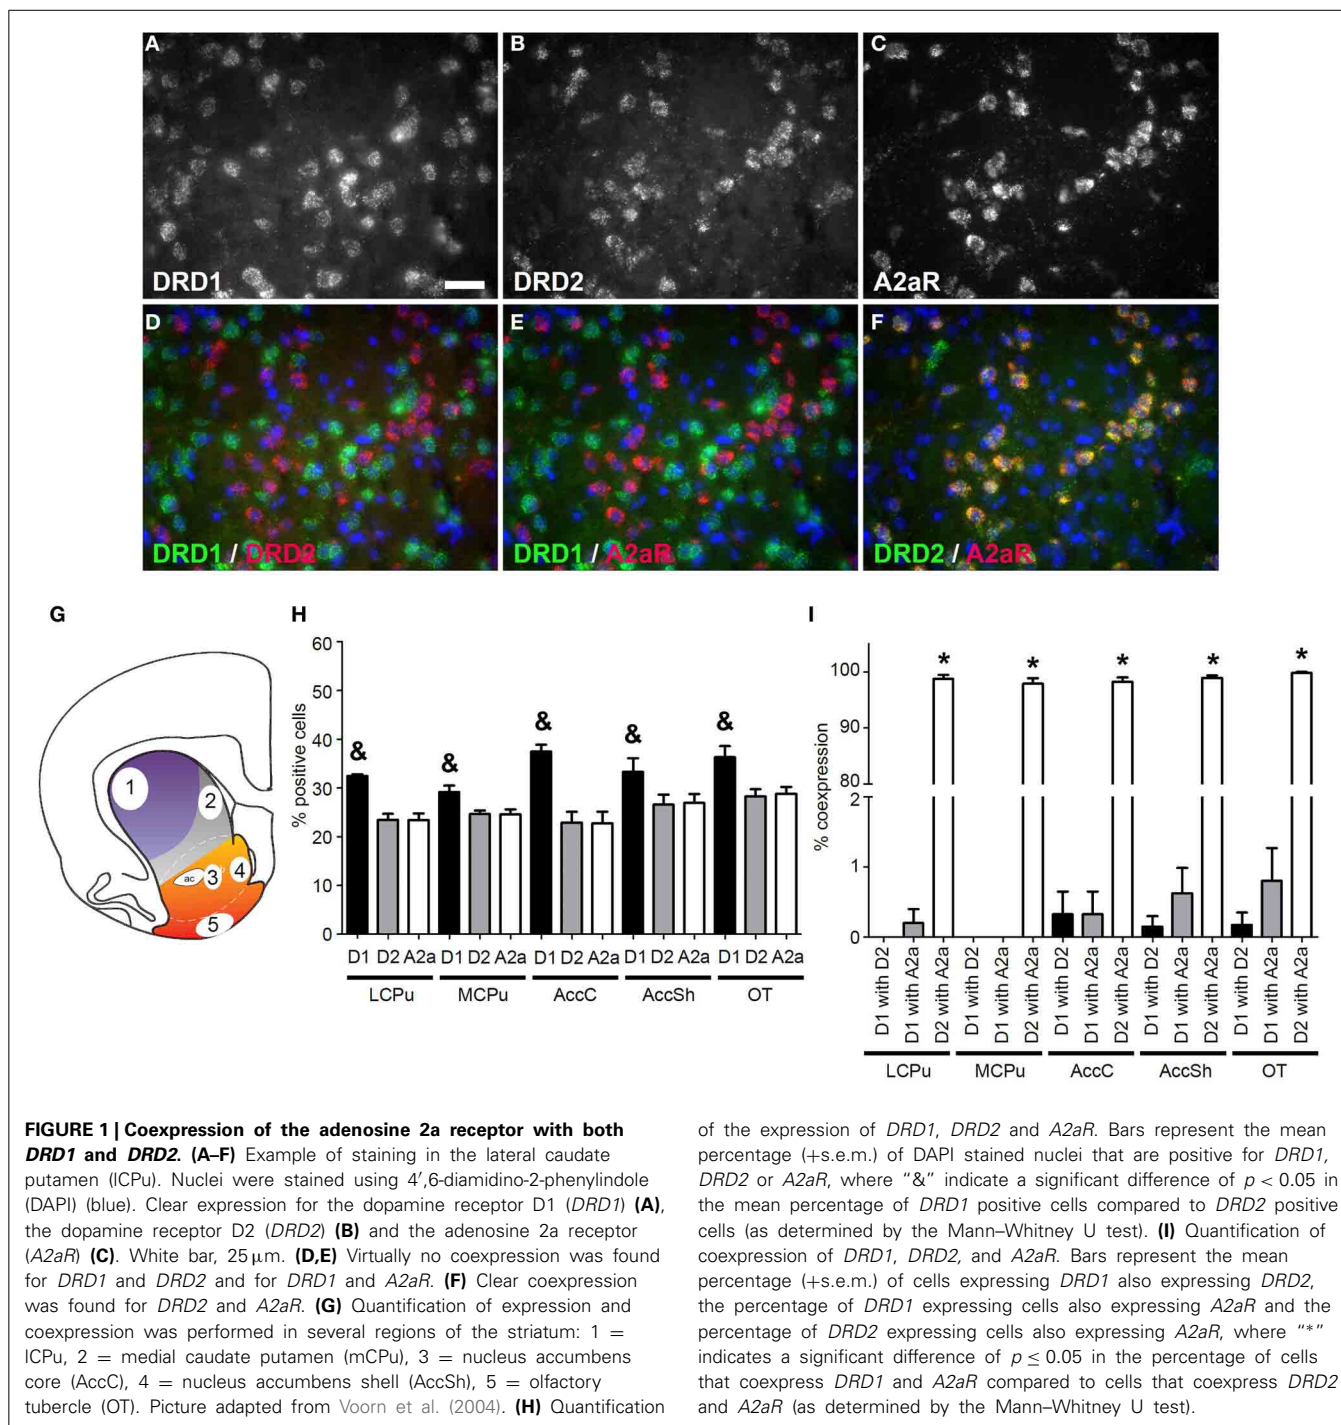 A
B
C
DRD1
DRD2
A2aR
D
E
F
DRD1 / DRD2
DRD1 / A2aR
DRD2 / A2aR
G
1
2
3
4
5
ac
H
% positive cells
60
50
40
30
20
10
0
& & & & &
D1 D2 A2a D1 D2 A2a D1 D2 A2a D1 D2 A2a D1 D2 A2a
LCPu MCPu AccC AccSh OT
I
% coexpression
100
90
80
2
1
0
* * * * *
D1 with D2
D1 with A2a
D2 with A2a
D1 with D2
D1 with A2a
D2 with A2a
D1 with D2
D1 with A2a
D2 with A2a
D1 with D2
D1 with A2a
D2 with A2a
D1 with D2
D1 with A2a
D2 with A2a
LCPu MCPu AccC AccSh OT
FIGURE 1 | Coexpression of the adenosine 2a receptor with both
DRD1 and DRD2. (A–F) Example of staining in the lateral caudate
putamen (lCPu). Nuclei were stained using 4′,6-diamidino-2-phenylindole
(DAPI) (blue). Clear expression for the dopamine receptor D1 (DRD1) (A),
the dopamine receptor D2 (DRD2) (B) and the adenosine 2a receptor
(A2aR) (C). White bar, 25 μm. (D,E) Virtually no coexpression was found
for DRD1 and DRD2 and for DRD1 and A2aR. (F) Clear coexpression
was found for DRD2 and A2aR. (G) Quantification of expression and
coexpression was performed in several regions of the striatum: 1 =
lCPu, 2 = medial caudate putamen (mCPu), 3 = nucleus accumbens
core (AccC), 4 = nucleus accumbens shell (AccSh), 5 = olfactory
tubercle (OT). Picture adapted from Voorn et al. (2004). (H) Quantification
of the expression of DRD1, DRD2 and A2aR. Bars represent the mean
percentage (+s.e.m.) of DAPI stained nuclei that are positive for DRD1,
DRD2 or A2aR, where "&" indicate a significant difference of p < 0.05 in
the mean percentage of DRD1 positive cells compared to DRD2 positive
cells (as determined by the Mann–Whitney U test). (I) Quantification of
coexpression of DRD1, DRD2, and A2aR. Bars represent the mean
percentage (+s.e.m.) of cells expressing DRD1 also expressing DRD2,
the percentage of DRD1 expressing cells also expressing A2aR and the
percentage of DRD2 expressing cells also expressing A2aR, where "*"
indicates a significant difference of p ≤ 0.05 in the percentage of cells
that coexpress DRD1 and A2aR compared to cells that coexpress DRD2
and A2aR (as determined by the Mann–Whitney U test).